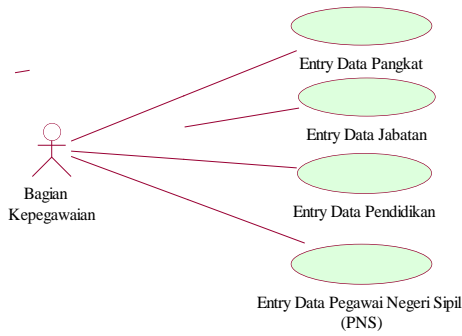 Entry Data Pangkat
Entry Data Jabatan
Bagian
Kepegawaian
Entry Data Pendidikan
Entry Data Pegawai Negeri Sipil
(PNS)